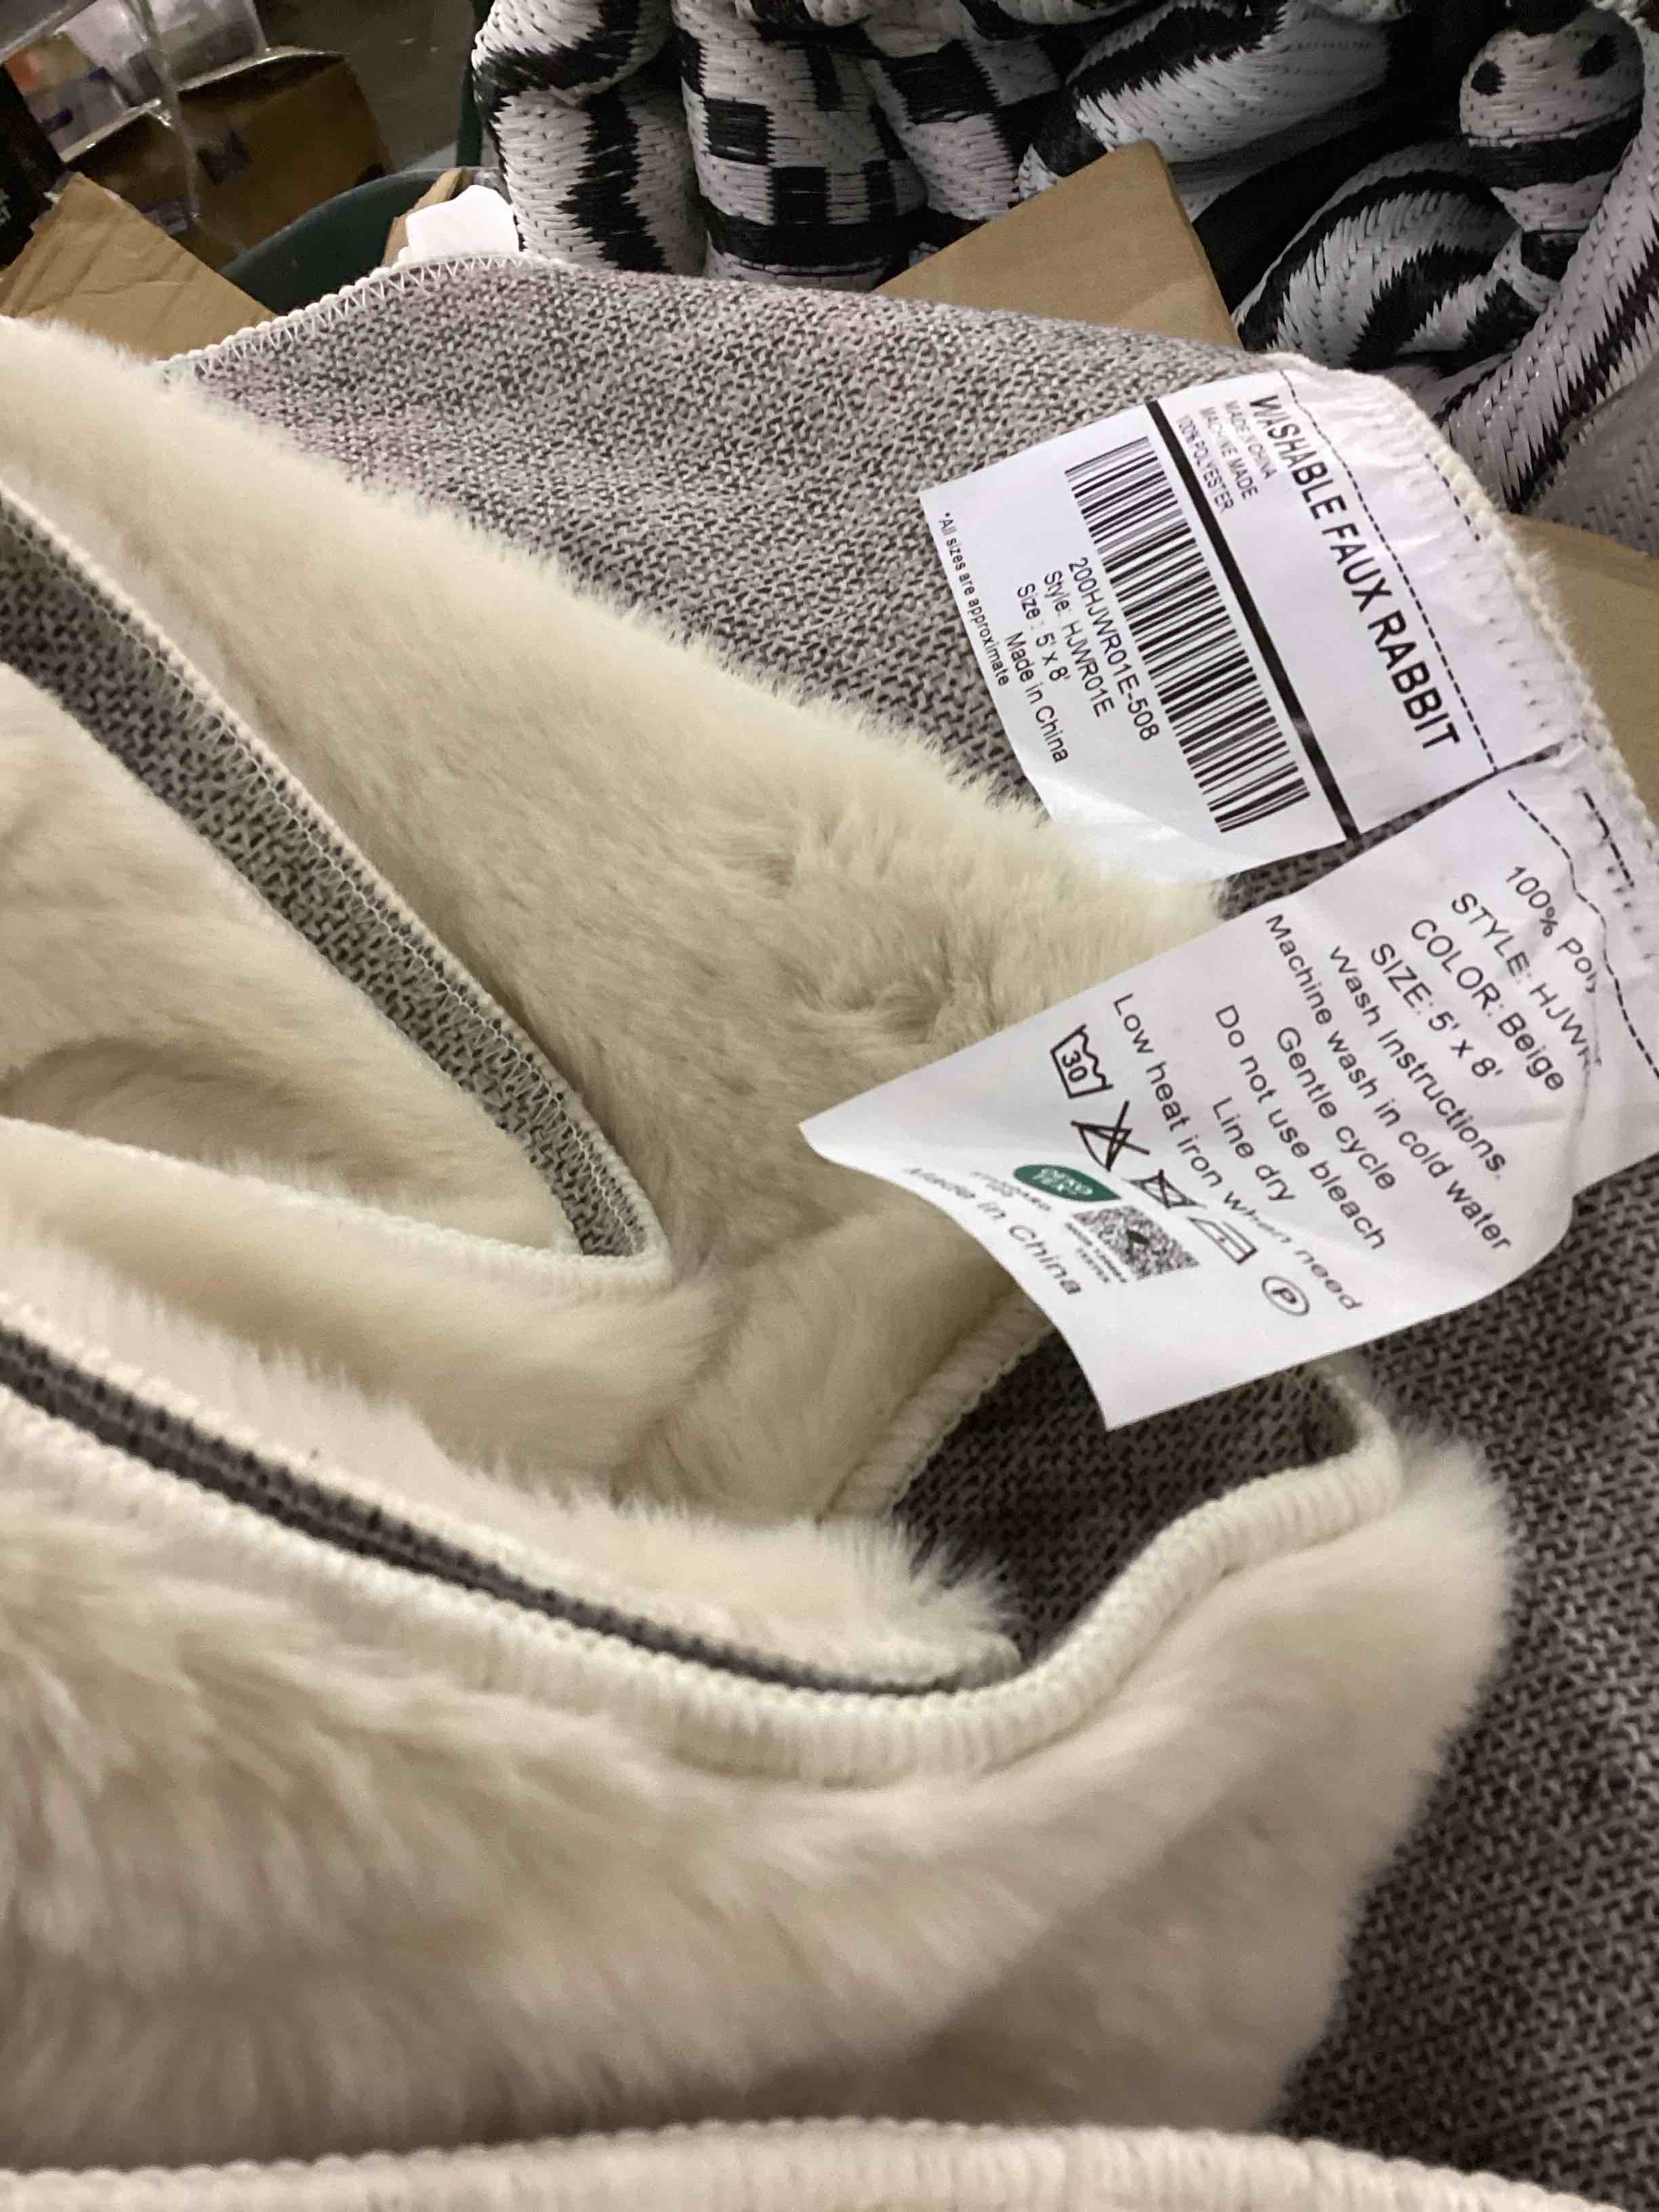 WASHABLE FAUX RABBIT
MADE IN CHINA
MACHINE MADE
100% POLYESTER
200HJWR01E-508
Style: HJWR01E
Size : 5' x 8'
Made in China
*All sizes are approximate
100% Poly
STYLE: HJWR
COLOR: Beige
SIZE: 5' x 8'
Wash Instructions.
Machine wash in cold water
Gentle cycle
Do not use bleach
Line dry
Low heat iron when need
30
P
OEKO
Made in China